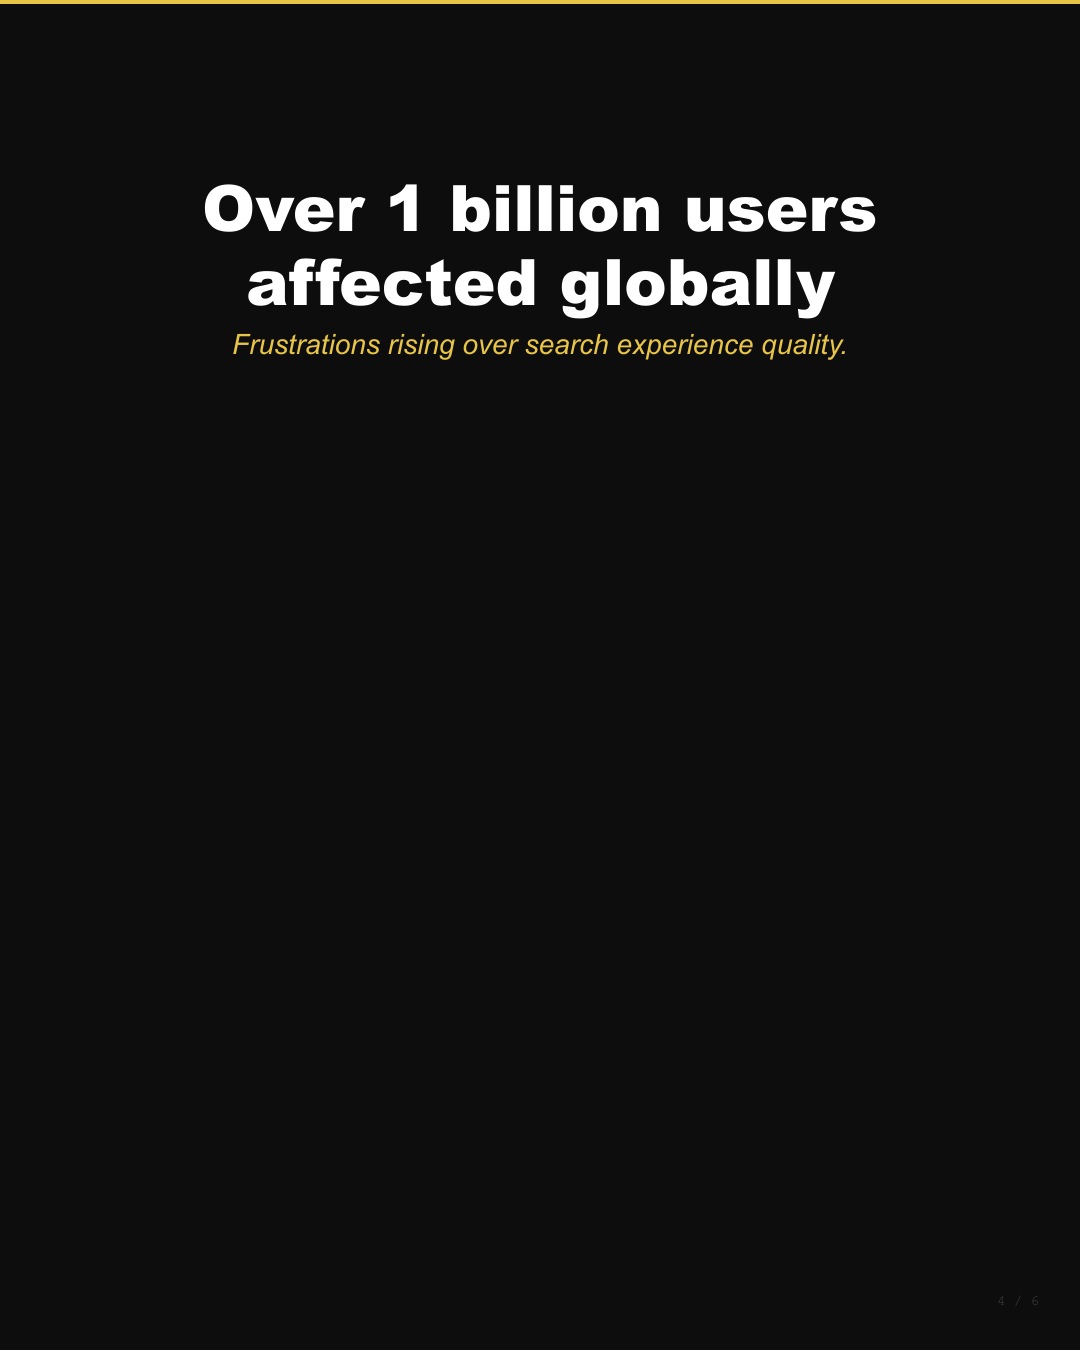 Over 1 billion users
affected globally
Frustrations rising over search experience quality.
4 / 6